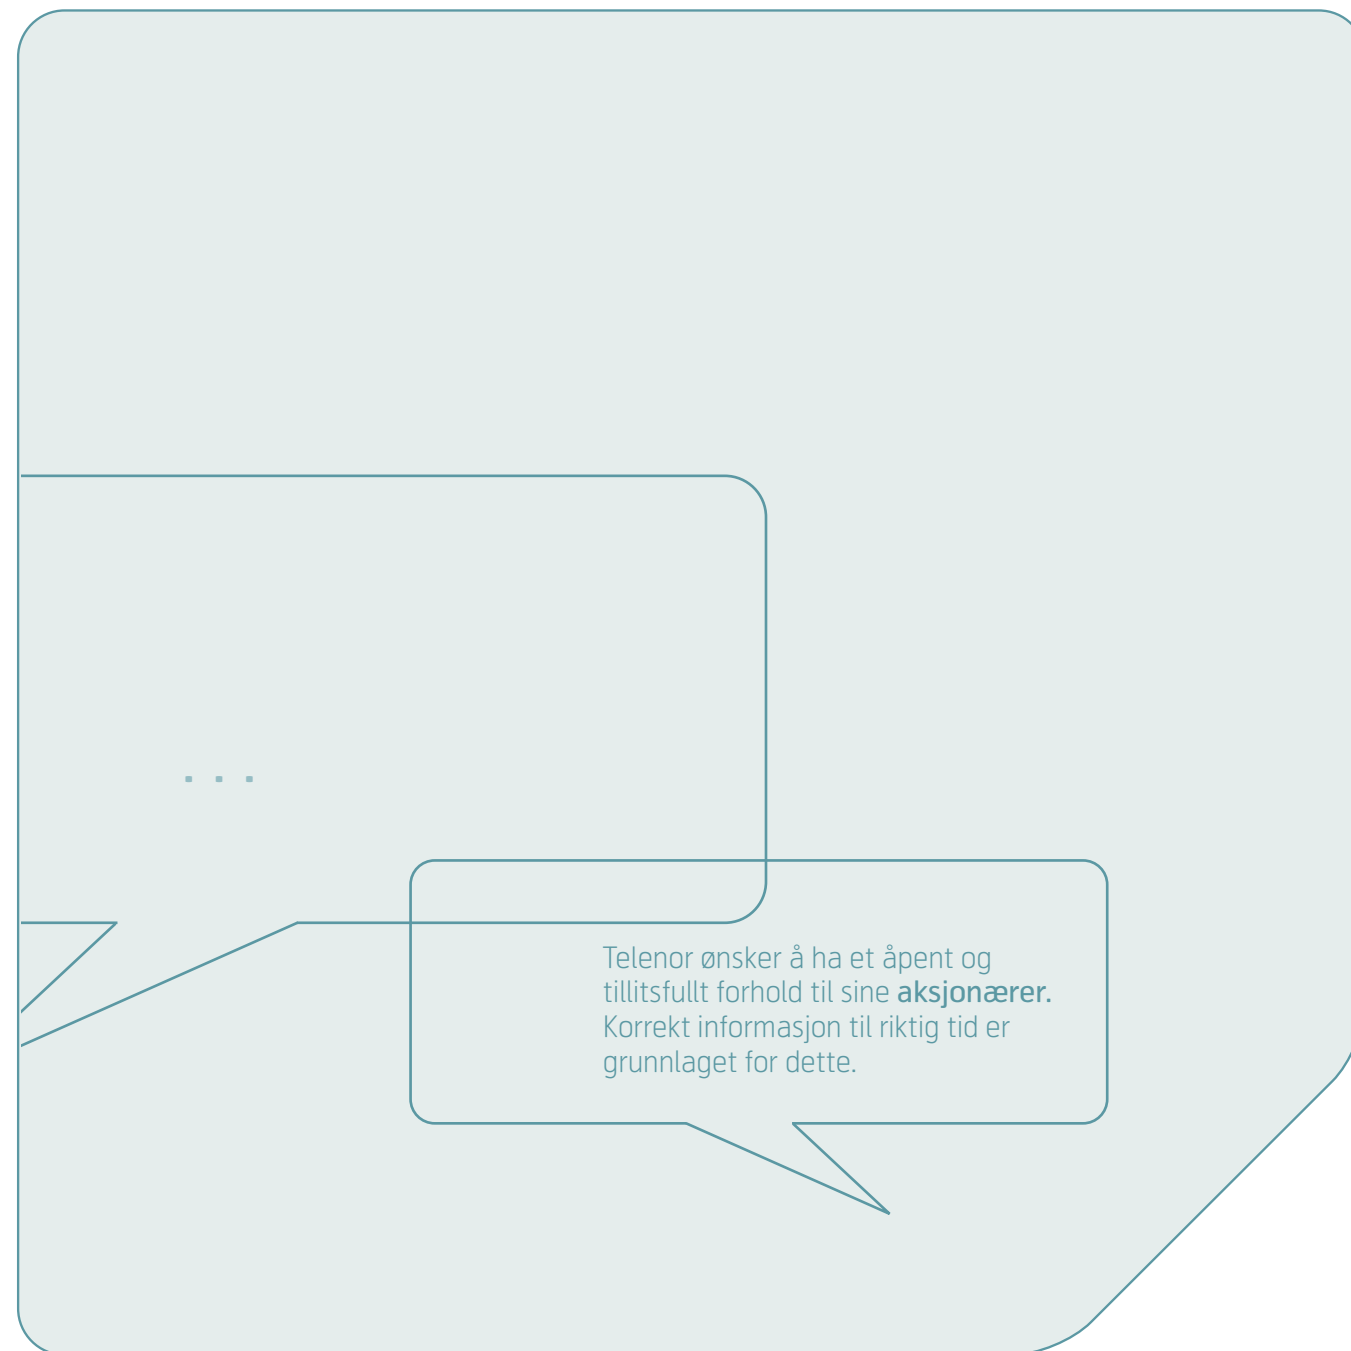 . . .
Telenor ønsker å ha et åpent og
tillitsfullt forhold til sine aksjonærer.
Korrekt informasjon til riktig tid er
grunnlaget for dette.